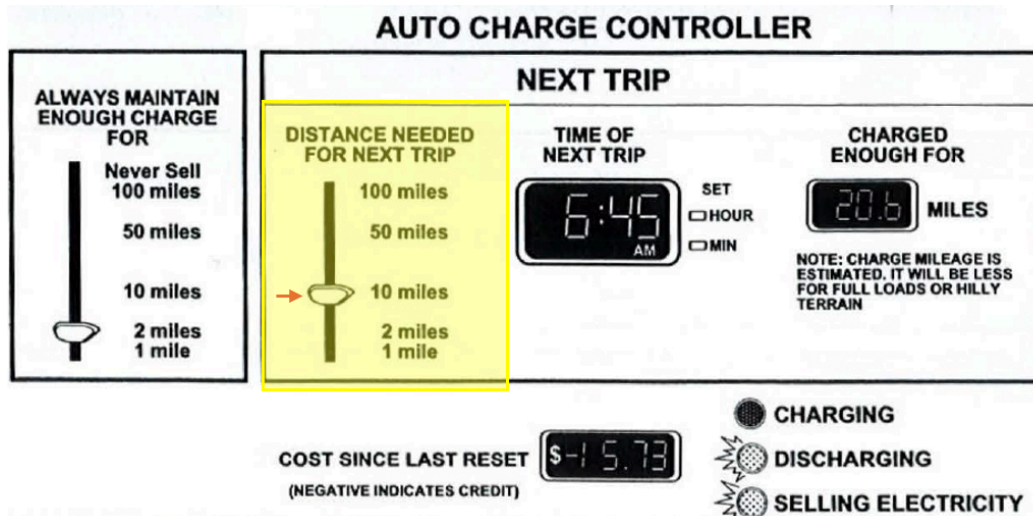 AUTO CHARGE CONTROLLER
ALWAYS MAINTAIN
ENOUGH CHARGE
FOR
Never Sell
100 miles
50 miles
10 miles
2 miles
1 mile
NEXT TRIP
DISTANCE NEEDED
FOR NEXT TRIP
100 miles
50 miles
10 miles
2 miles
1 mile
TIME OF
NEXT TRIP
6:45
AM
SET
HOUR
MIN
CHARGED
ENOUGH FOR
20.6 MILES
NOTE: CHARGE MILEAGE IS
ESTIMATED. IT WILL BE LESS
FOR FULL LOADS OR HILLY
TERRAIN
COST SINCE LAST RESET
(NEGATIVE INDICATES CREDIT)
$-15.73
CHARGING
DISCHARGING
SELLING ELECTRICITY